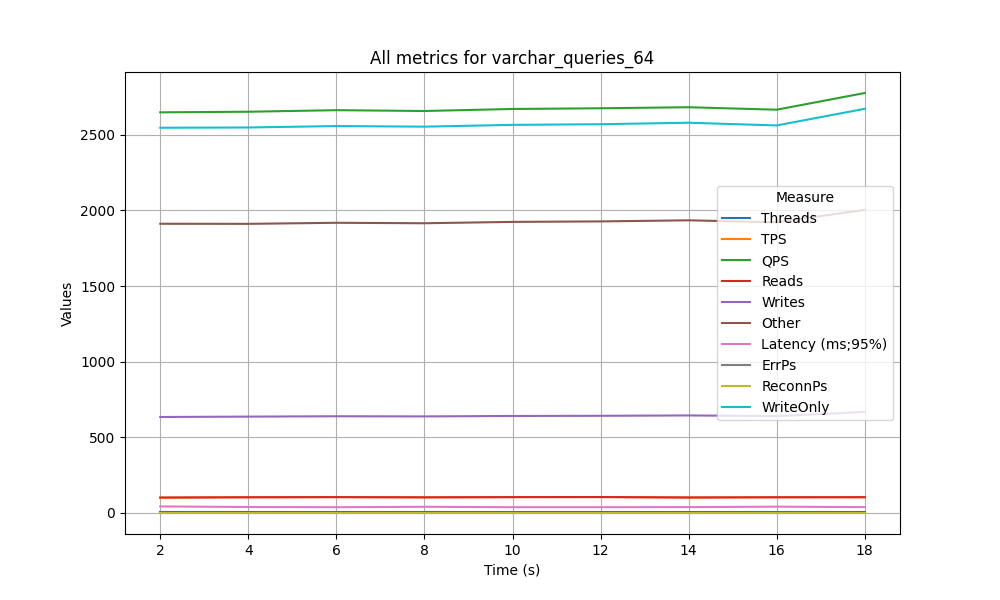 All metrics for varchar_queries_64
Values
2500
2000
1500
1000
500
0
2 4 6 8 10 12 14 16 18
Time (s)
Measure
Threads
TPS
QPS
Reads
Writes
Other
Latency (ms;95%)
ErrPs
ReconnPs
WriteOnly